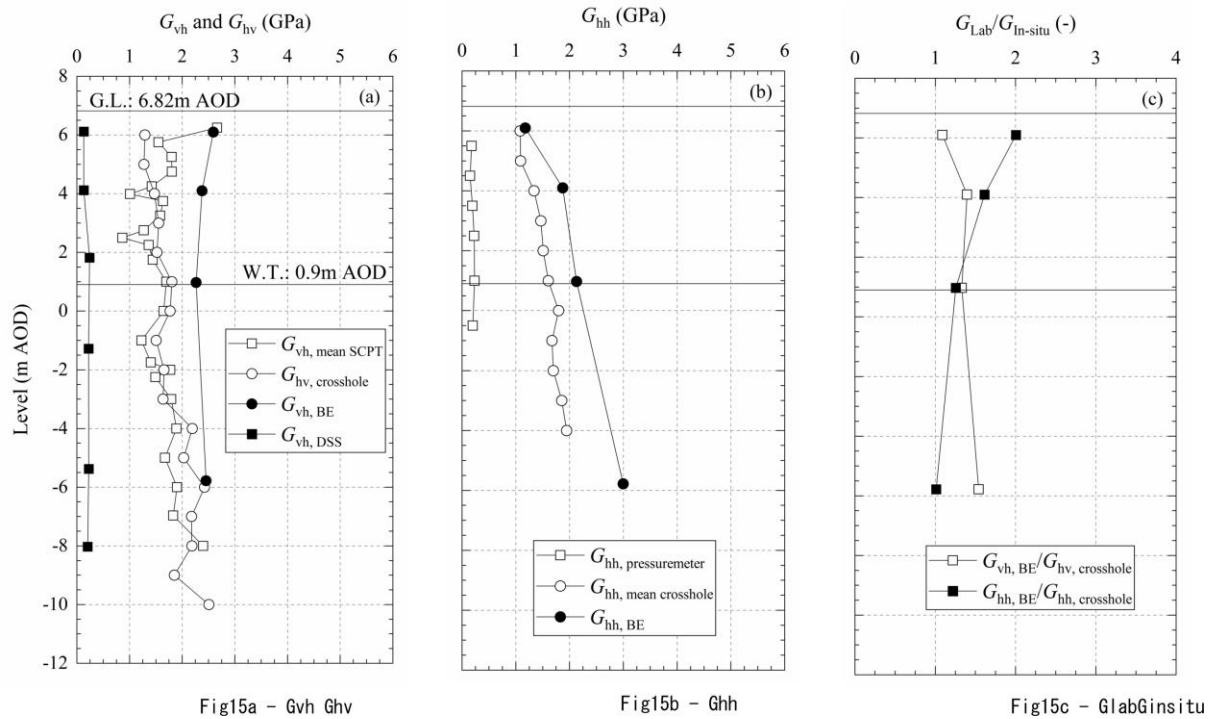 G_vh and G_hv (GPa)
0 1 2 3 4 5 6
8
6
4
2
0
-2
-4
-6
-8
-10
-12
Level (m AOD)
G.L.: 6.82m AOD
(a)
W.T.: 0.9m AOD
G_vh, mean SCPT
G_hv, crosshole
G_vh, BE
G_vh, DSS
Fig15a - Gvh Ghv
G_hh (GPa)
0 1 2 3 4 5 6
(b)
G_hh, pressuremeter
G_hh, mean crosshole
G_hh, BE
Fig15b - Ghh
G_Lab/G_In-situ (-)
0 1 2 3 4
(c)
G_vh, BE/G_hv, crosshole
G_hh, BE/G_hh, crosshole
Fig15c - GlabGinsitu